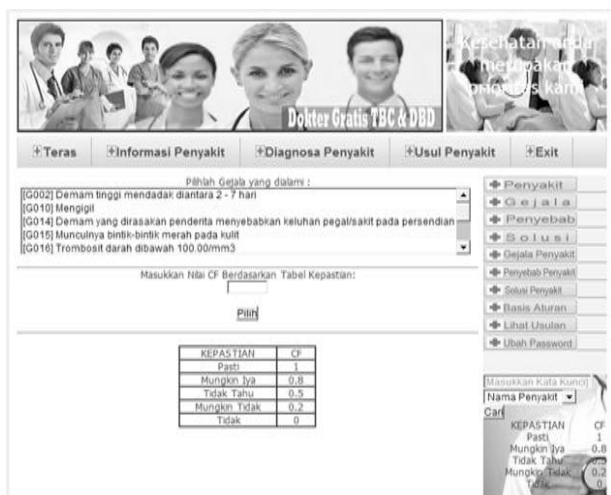 Kesehatan anda
merupakan
prioritas kami
Dokter Gratis TBC & DBD
Teras Informasi Penyakit Diagnosa Penyakit Usul Penyakit Exit
Pilihlah Gejala yang dialami :
[G002] Demam tinggi mendadak diantara 2 - 7 hari
[G010] Mengigil
[G014] Demam yang dirasakan penderita menyebabkan keluhan pegal/sakit pada persendian
[G015] Munculnya bintik-bintik merah pada kulit
[G016] Trombosit darah dibawah 100.00/mm3
Masukkan Nilai CF Berdasarkan Tabel Kepastian:
Pilih
KEPASTIAN CF
Pasti 1
Mungkin Iya 0.8
Tidak Tahu 0.5
Mungkin Tidak 0.2
Tidak 0
Penyakit
Gejala
Penyebab
Solusi
Gejala Penyakit
Penyebab Penyakit
Solusi Penyakit
Basis Aturan
Lihat Usulan
Ubah Password
Masukkan Kata Kunci
Nama Penyakit
Cari
KEPASTIAN CF
Pasti 1
Mungkin Iya 0.8
Tidak Tahu 0.5
Mungkin Tidak 0.2
Tidak 0